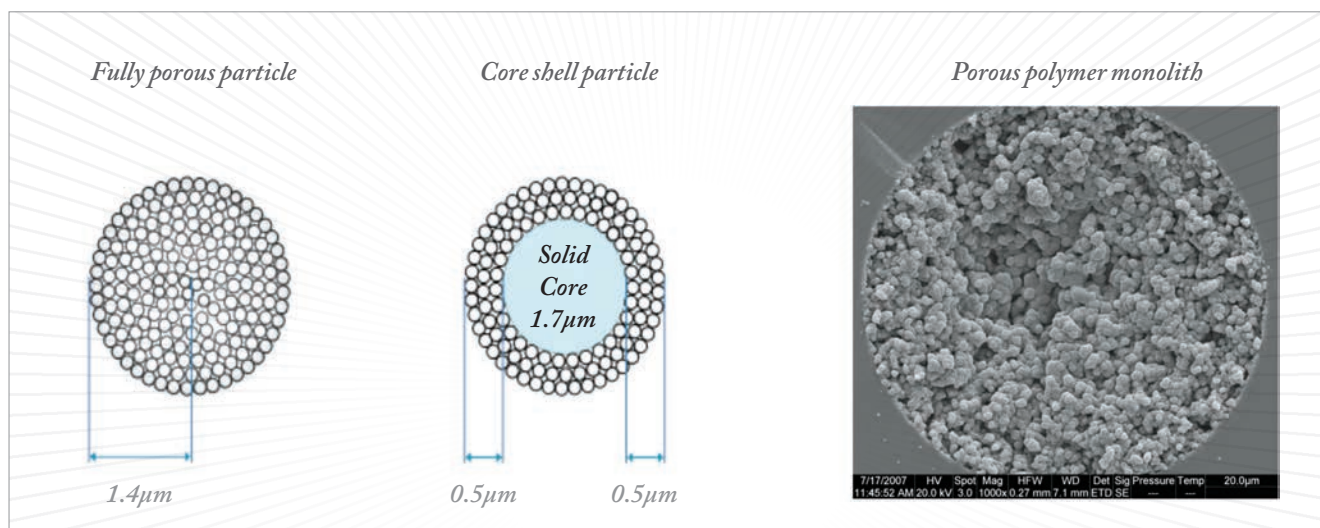 Fully porous particle
Core shell particle
Porous polymer monolith
Solid
Core
1.7μm
1.4μm
0.5μm
0.5μm
7/17/2007 HV Spot Mag HFW WD Det Sig Pressure Temp 20.0μm
11:45:52 AM 20.0 kV 3.0 1000x 0.27 mm 7.1 mm ETD SE --- ---